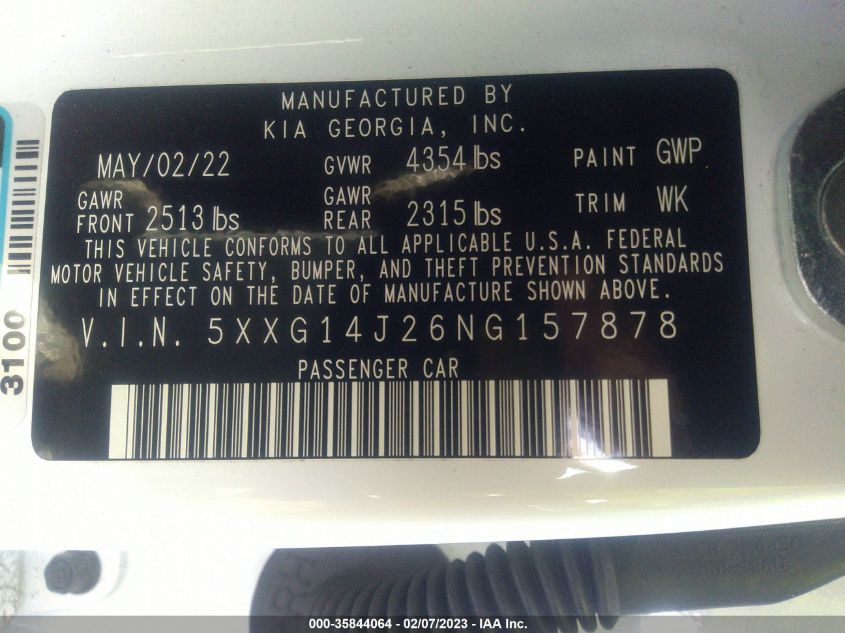 MANUFACTURED BY
KIA GEORGIA, INC.
MAY/02/22 GVWR 4354 lbs PAINT GWP
GAWR FRONT 2513 lbs GAWR REAR 2315 lbs TRIM WK
THIS VEHICLE CONFORMS TO ALL APPLICABLE U.S.A. FEDERAL
MOTOR VEHICLE SAFETY, BUMPER, AND THEFT PREVENTION STANDARDS
IN EFFECT ON THE DATE OF MANUFACTURE SHOWN ABOVE.
V.I.N. 5XXG14J26NG157878
PASSENGER CAR
3100
RH
000-35844064 - 02/07/2023 - IAA Inc.